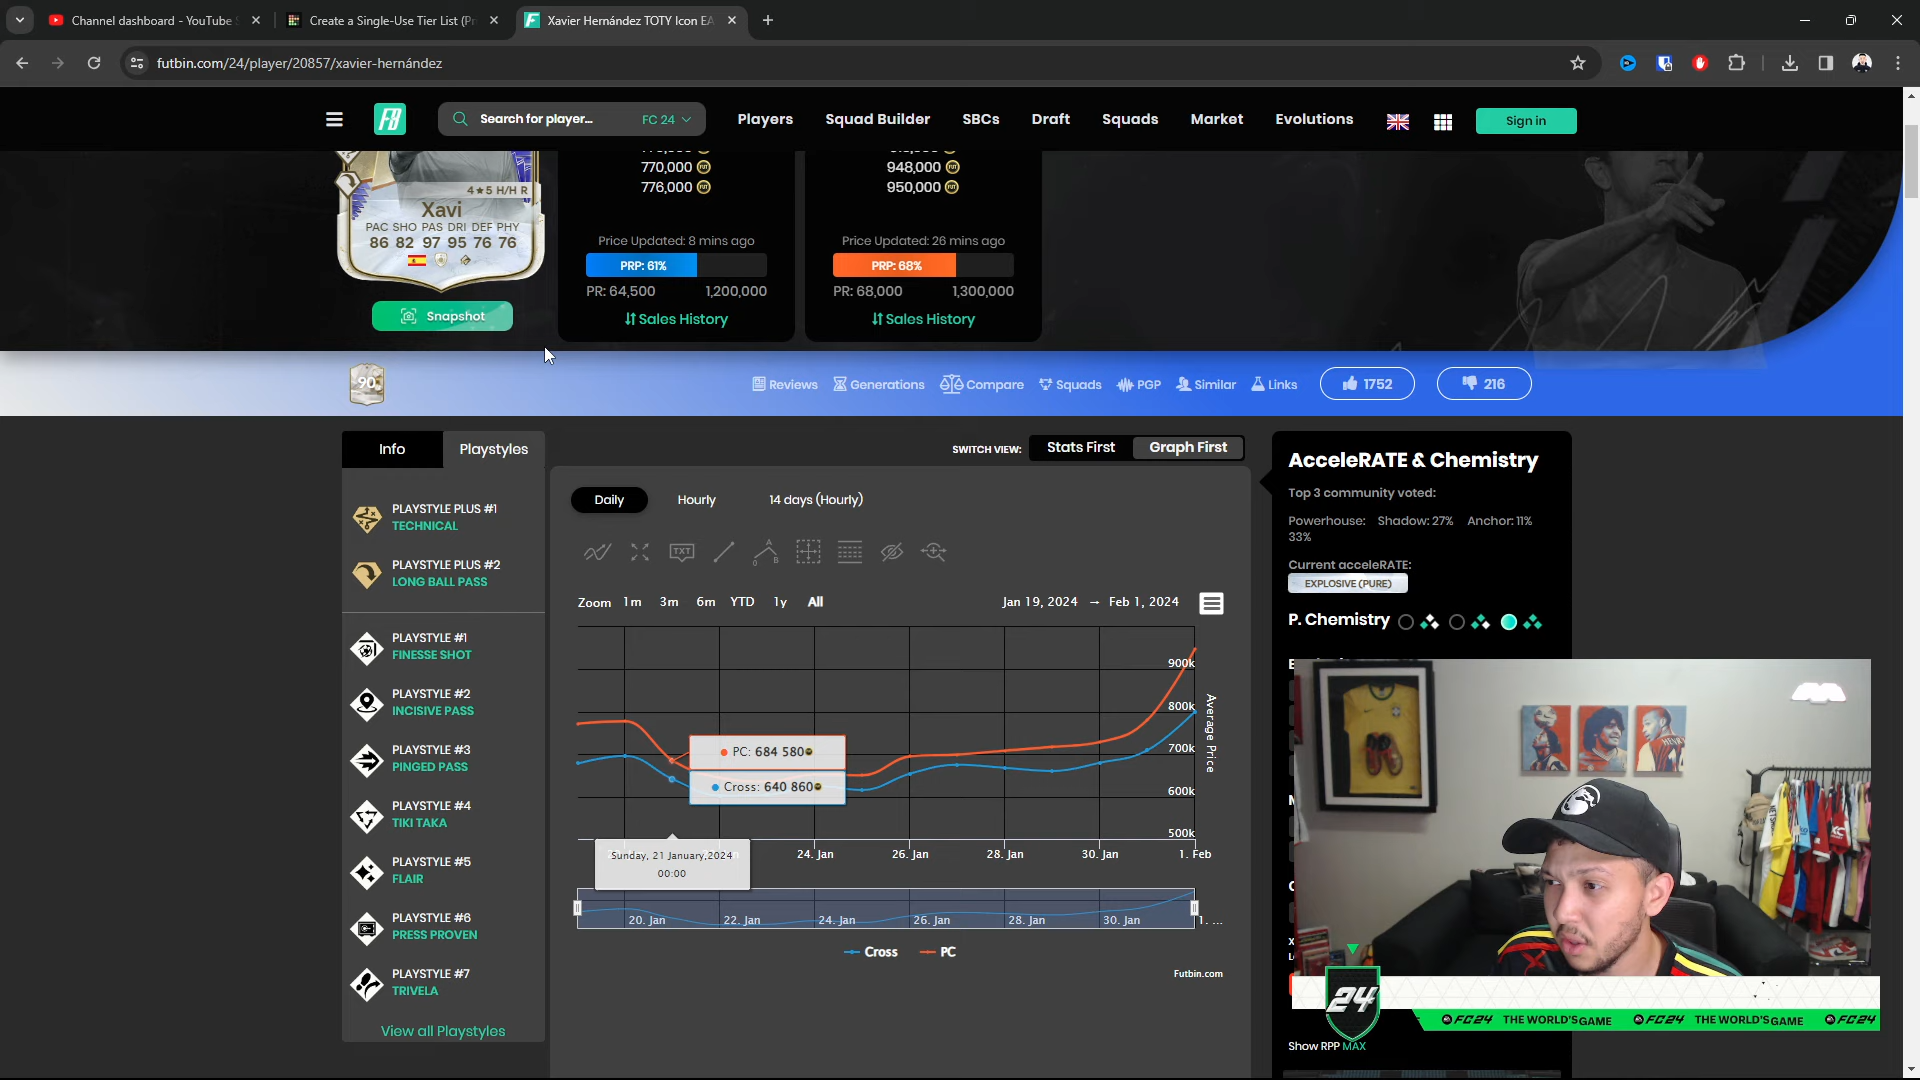 Channel dashboard - YouTube
Create a Single-Use Tier List (Pr
Xavier Hernández TOTY Icon EA
futbin.com/24/player/20857/xavier-hernández
FB
Search for player...
FC 24
Players
Squad Builder
SBCs
Draft
Squads
Market
Evolutions
Sign in
4★5 H/H R
Xavi
PAC SHO PAS DRI DEF PHY
86 82 97 95 76 76
Snapshot
770,000
776,000
Price Updated: 8 mins ago
PRP: 61%
PR: 64,500 1,200,000
Sales History
948,000
950,000
Price Updated: 26 mins ago
PRP: 68%
PR: 68,000 1,300,000
Sales History
90
Reviews
Generations
Compare
Squads
PGP
Similar
Links
1752
216
Info
Playstyles
PLAYSTYLE PLUS #1
TECHNICAL
PLAYSTYLE PLUS #2
LONG BALL PASS
PLAYSTYLE #1
FINESSE SHOT
PLAYSTYLE #2
INCISIVE PASS
PLAYSTYLE #3
PINGED PASS
PLAYSTYLE #4
TIKI TAKA
PLAYSTYLE #5
FLAIR
PLAYSTYLE #6
PRESS PROVEN
PLAYSTYLE #7
TRIVELA
View all Playstyles
SWITCH VIEW:
Stats First
Graph First
Daily
Hourly
14 days (Hourly)
TXT
Zoom 1m 3m 6m YTD 1y All
Jan 19, 2024 → Feb 1, 2024
900k
800k
700k
600k
500k
Average Price
PC: 684 580
Cross: 640 860
Sunday, 21 January,2024
00:00
24. Jan
26. Jan
28. Jan
30. Jan
1. Feb
20. Jan
22. Jan
24. Jan
26. Jan
28. Jan
30. Jan
1. ...
Cross
PC
Futbin.com
AcceleRATE & Chemistry
Top 3 community voted:
Powerhouse: Shadow: 27% Anchor: 11%
33%
Current acceleRATE:
EXPLOSIVE (PURE)
P. Chemistry
24
FC24 THE WORLD'S GAME FC24 THE WORLD'S GAME FC24
Show RPP MAX